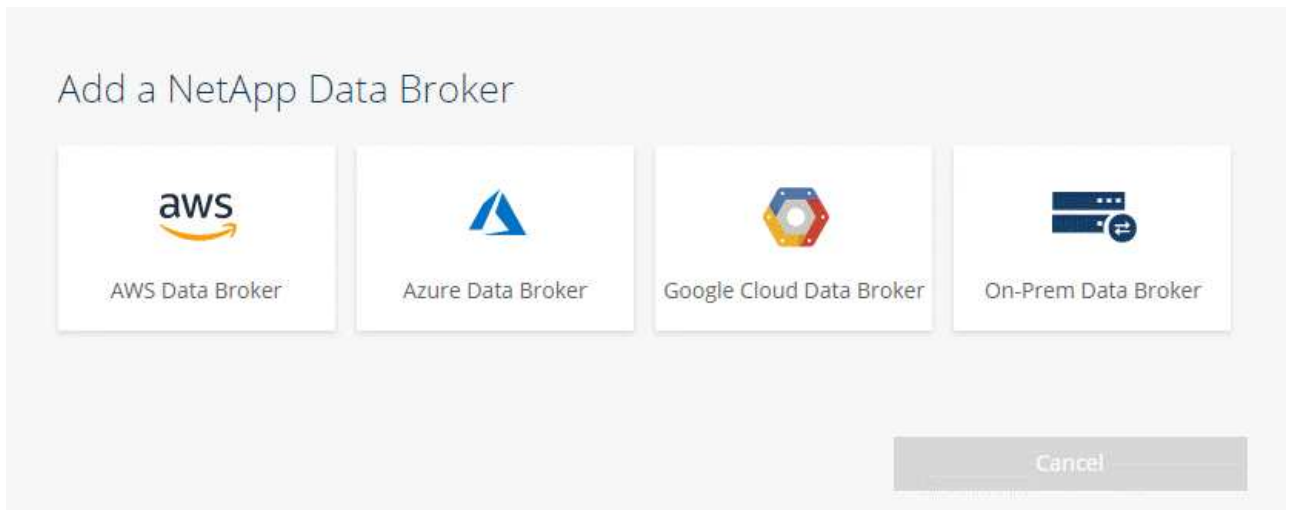 Add a NetApp Data Broker
aws
AWS Data Broker
Azure Data Broker
Google Cloud Data Broker
On-Prem Data Broker
Cancel